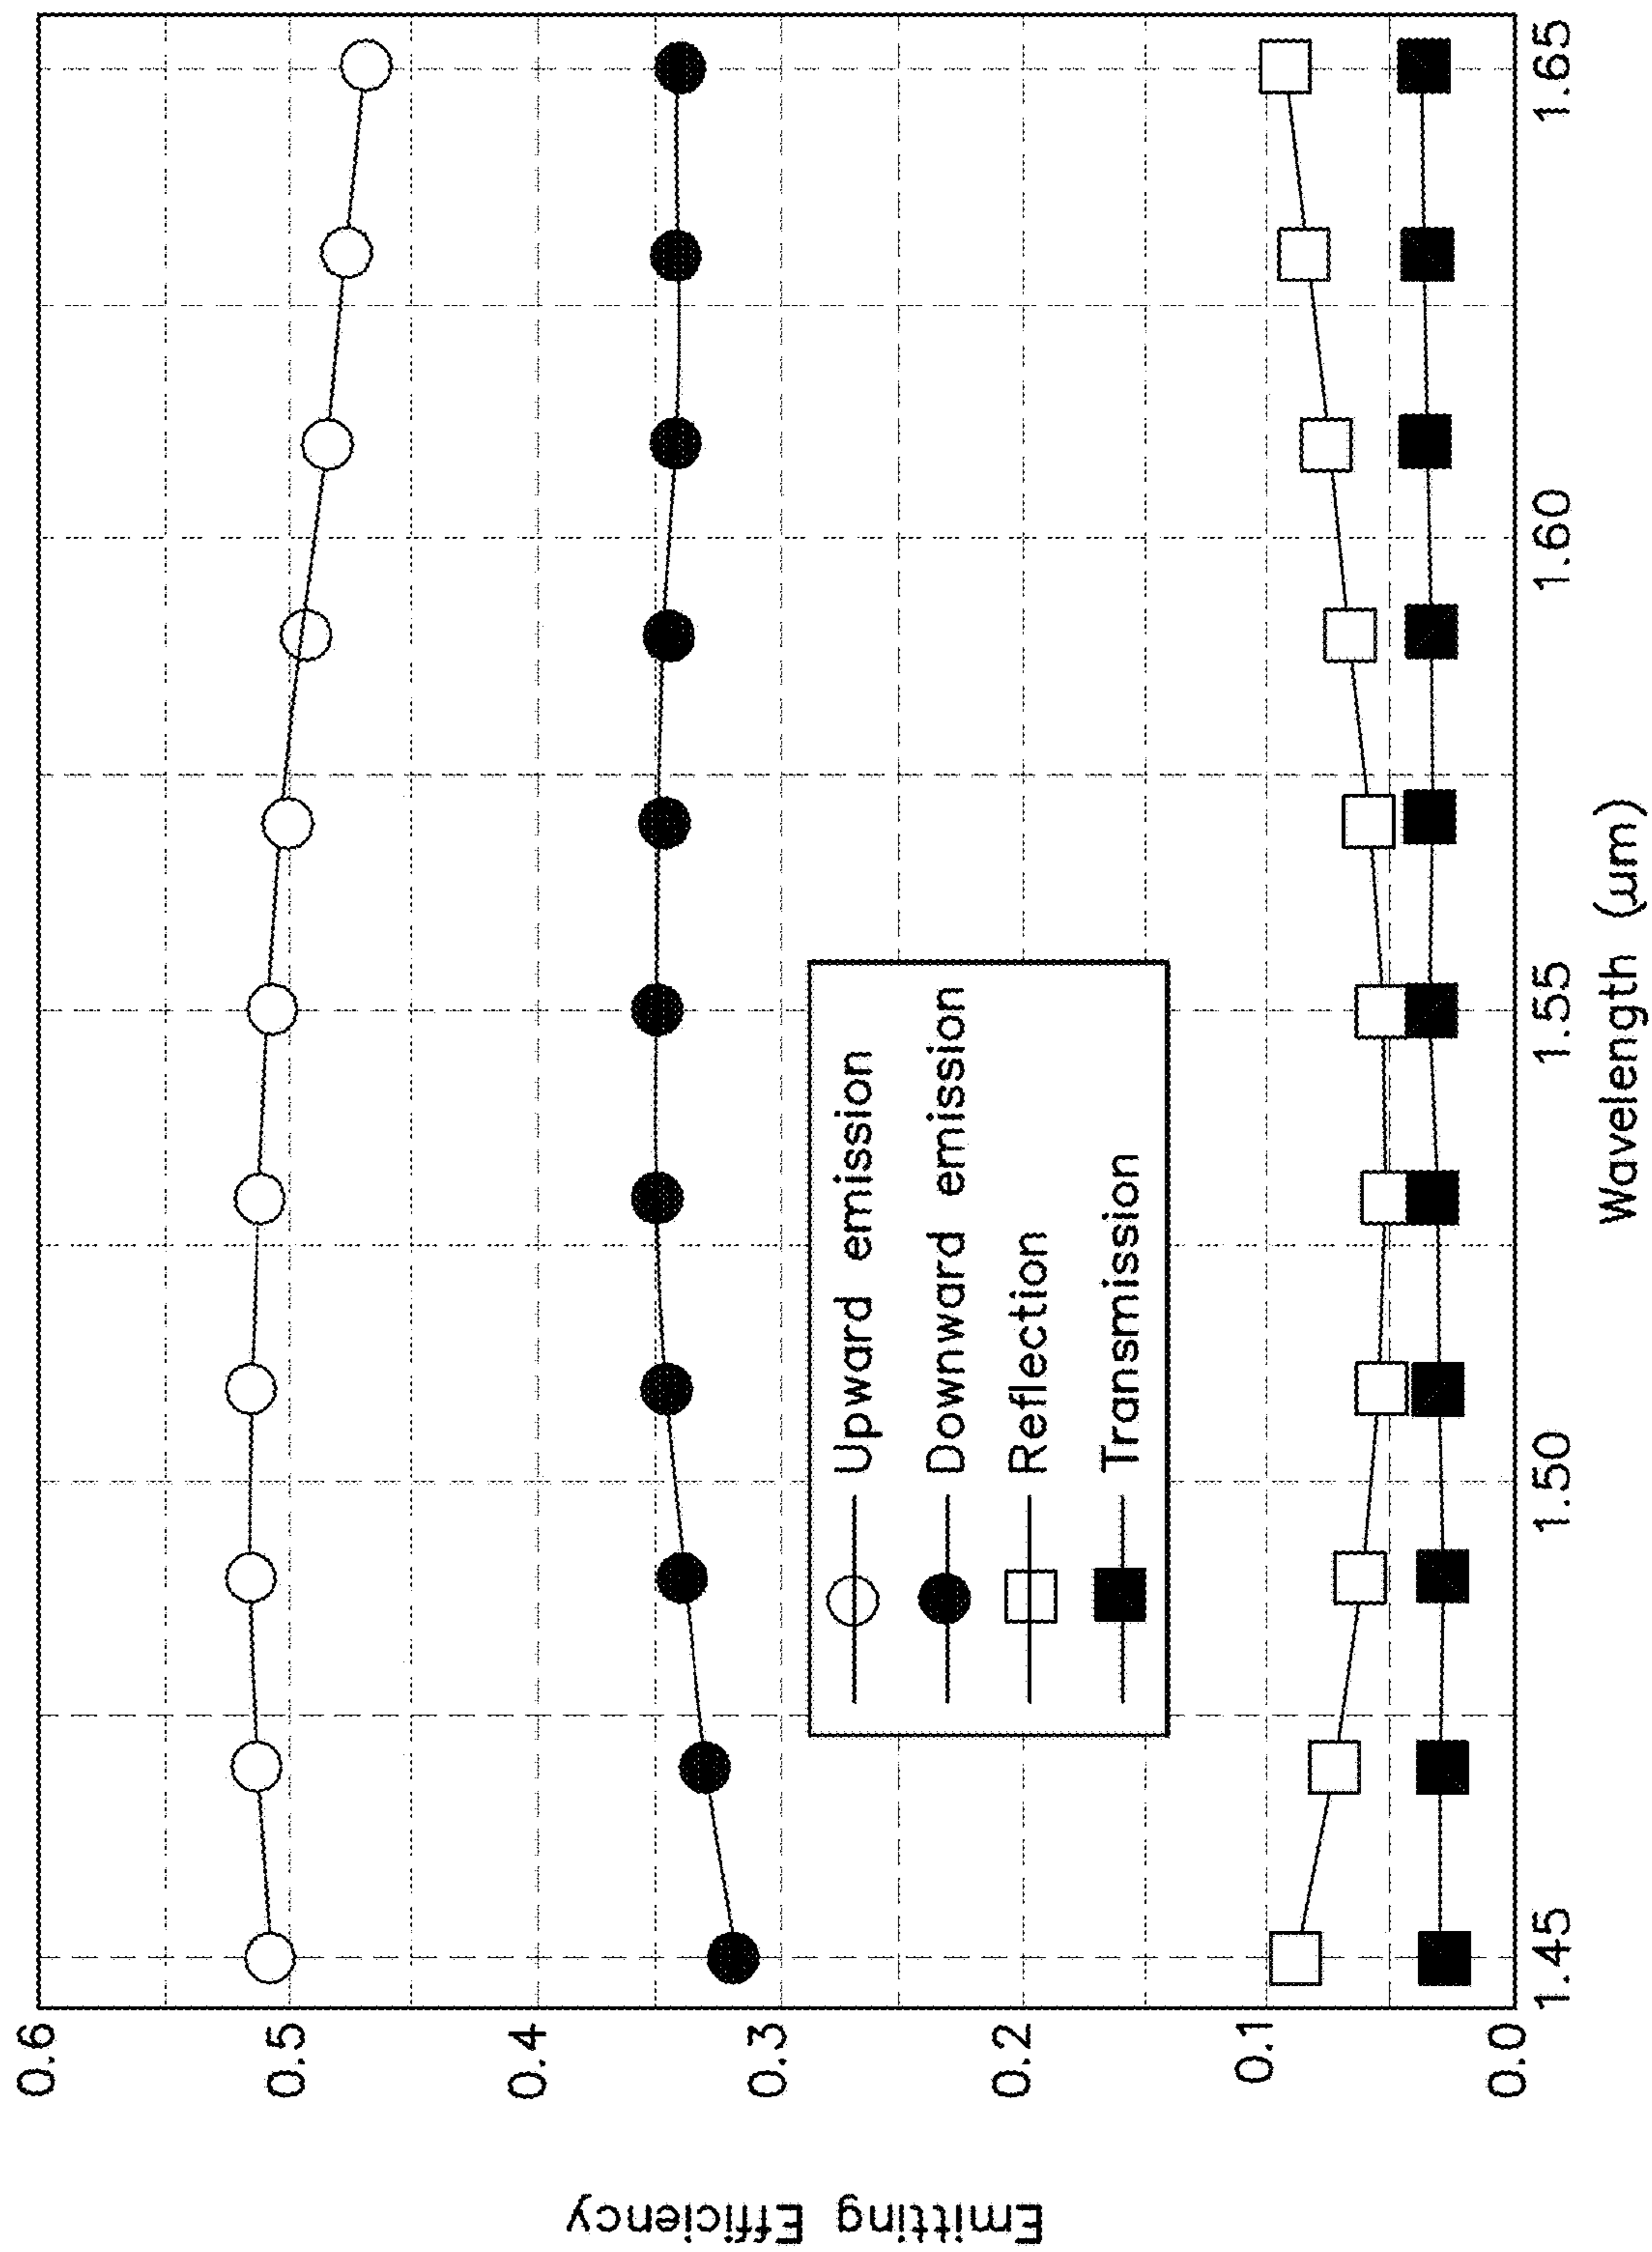 Emitting Efficiency
0.6
0.5
0.4
0.3
0.2
0.1
0.0
Upward emission
Downward emission
Reflection
Transmission
1.45
1.50
1.55
1.60
1.65
Wavelength (μm)